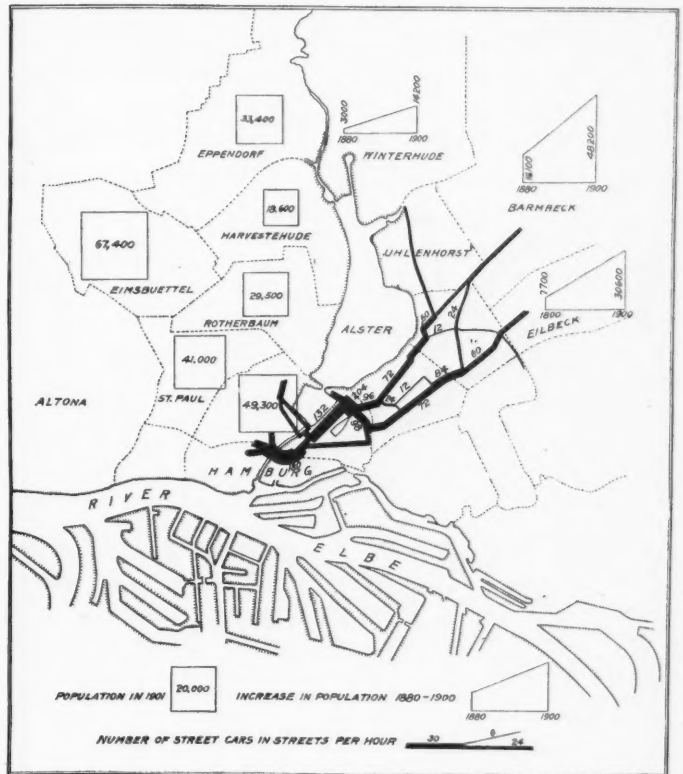 33,400
EPPENDORF
3000
14200
1880 1900
WINTERHUDE
16100
48200
1880 1900
BARMBECK
18,600
HARVESTEHUDE
67,400
EIMSBUETTEL
UHLENHORST
7700
30600
1880 1900
EILBECK
29,500
ROTHERBAUM
ALSTER
60
12
24
60
41,000
ST. PAUL
ALTONA
49,300
132
204
96
72
12
84
72
HAMBURG
RIVER
ELBE
POPULATION IN 1901
20,000
INCREASE IN POPULATION 1880-1900
1880 1900
NUMBER OF STREET CARS IN STREETS PER HOUR
30
6
24